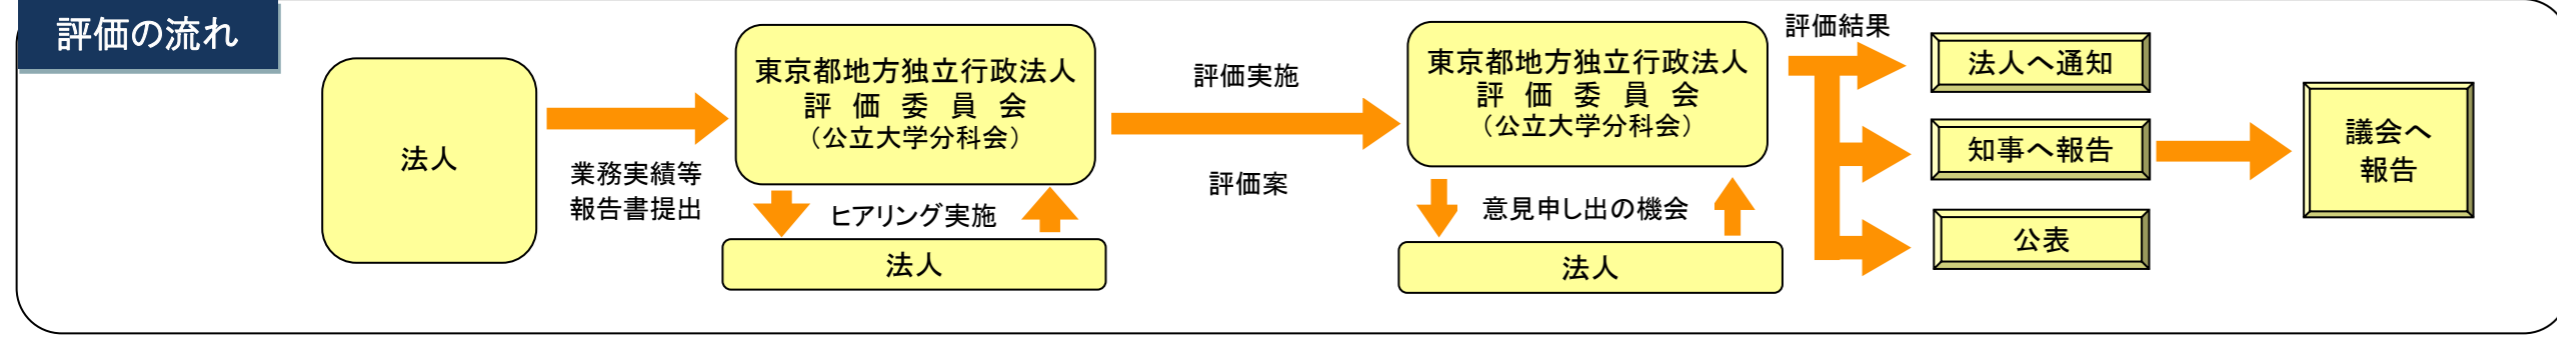 評価の流れ
法人
業務実績等
報告書提出
東京都地方独立行政法人
評 価 委 員 会
（公立大学分科会）
ヒアリング実施
法人
評価実施
評価案
東京都地方独立行政法人
評 価 委 員 会
（公立大学分科会）
意見申し出の機会
法人
評価結果
法人へ通知
知事へ報告
公表
議会へ
報告